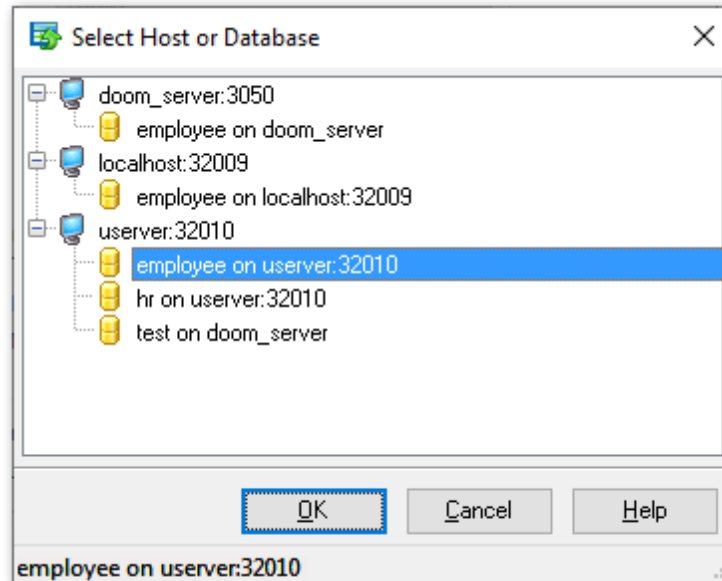 Select Host or Database
doom_server:3050
employee on doom_server
localhost:32009
employee on localhost:32009
userver:32010
employee on userver:32010
hr on userver:32010
test on doom_server
OK Cancel Help
employee on userver:32010